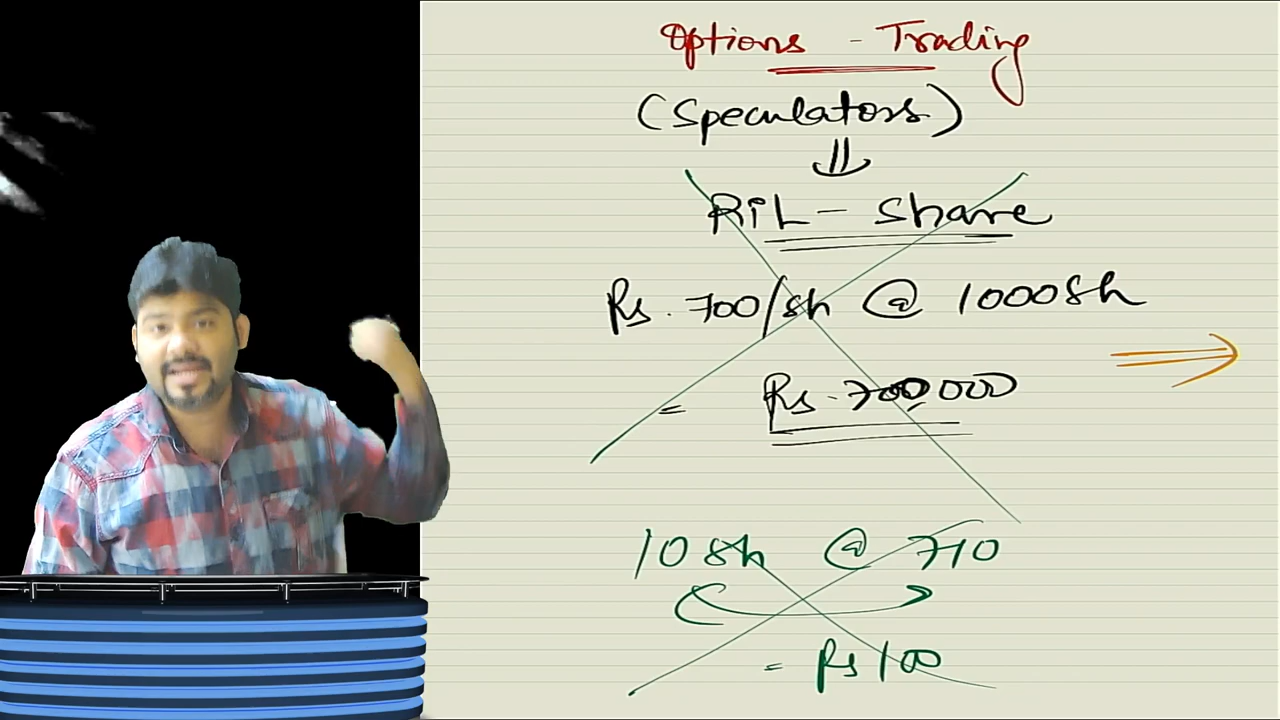 Options - Trading
(Speculators)
⇓
RiL - Share
Rs. 700/sh @ 1000sh
= Rs. 700,000
10 sh @ 710
= Rs 100